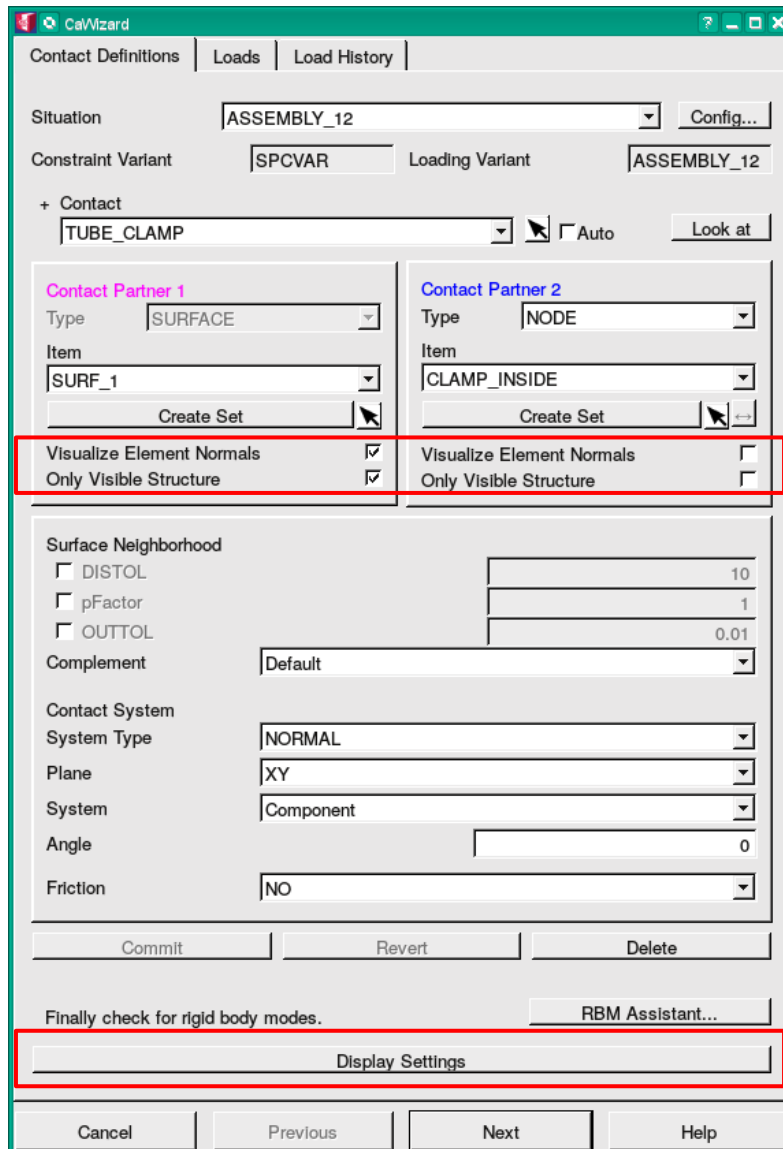 CaWizard
Contact Definitions Loads Load History
Situation ASSEMBLY_12 Config...
Constraint Variant SPCVAR Loading Variant ASSEMBLY_12
+ Contact
TUBE_CLAMP Auto Look at
Contact Partner 1
Type SURFACE
Item
SURF_1
Create Set
Visualize Element Normals
Only Visible Structure
Contact Partner 2
Type NODE
Item
CLAMP_INSIDE
Create Set
Visualize Element Normals
Only Visible Structure
Surface Neighborhood
DISTOL 10
pFactor 1
OUTTOL 0.01
Complement Default
Contact System
System Type NORMAL
Plane XY
System Component
Angle 0
Friction NO
Commit Revert Delete
Finally check for rigid body modes. RBM Assistant...
Display Settings
Cancel Previous Next Help